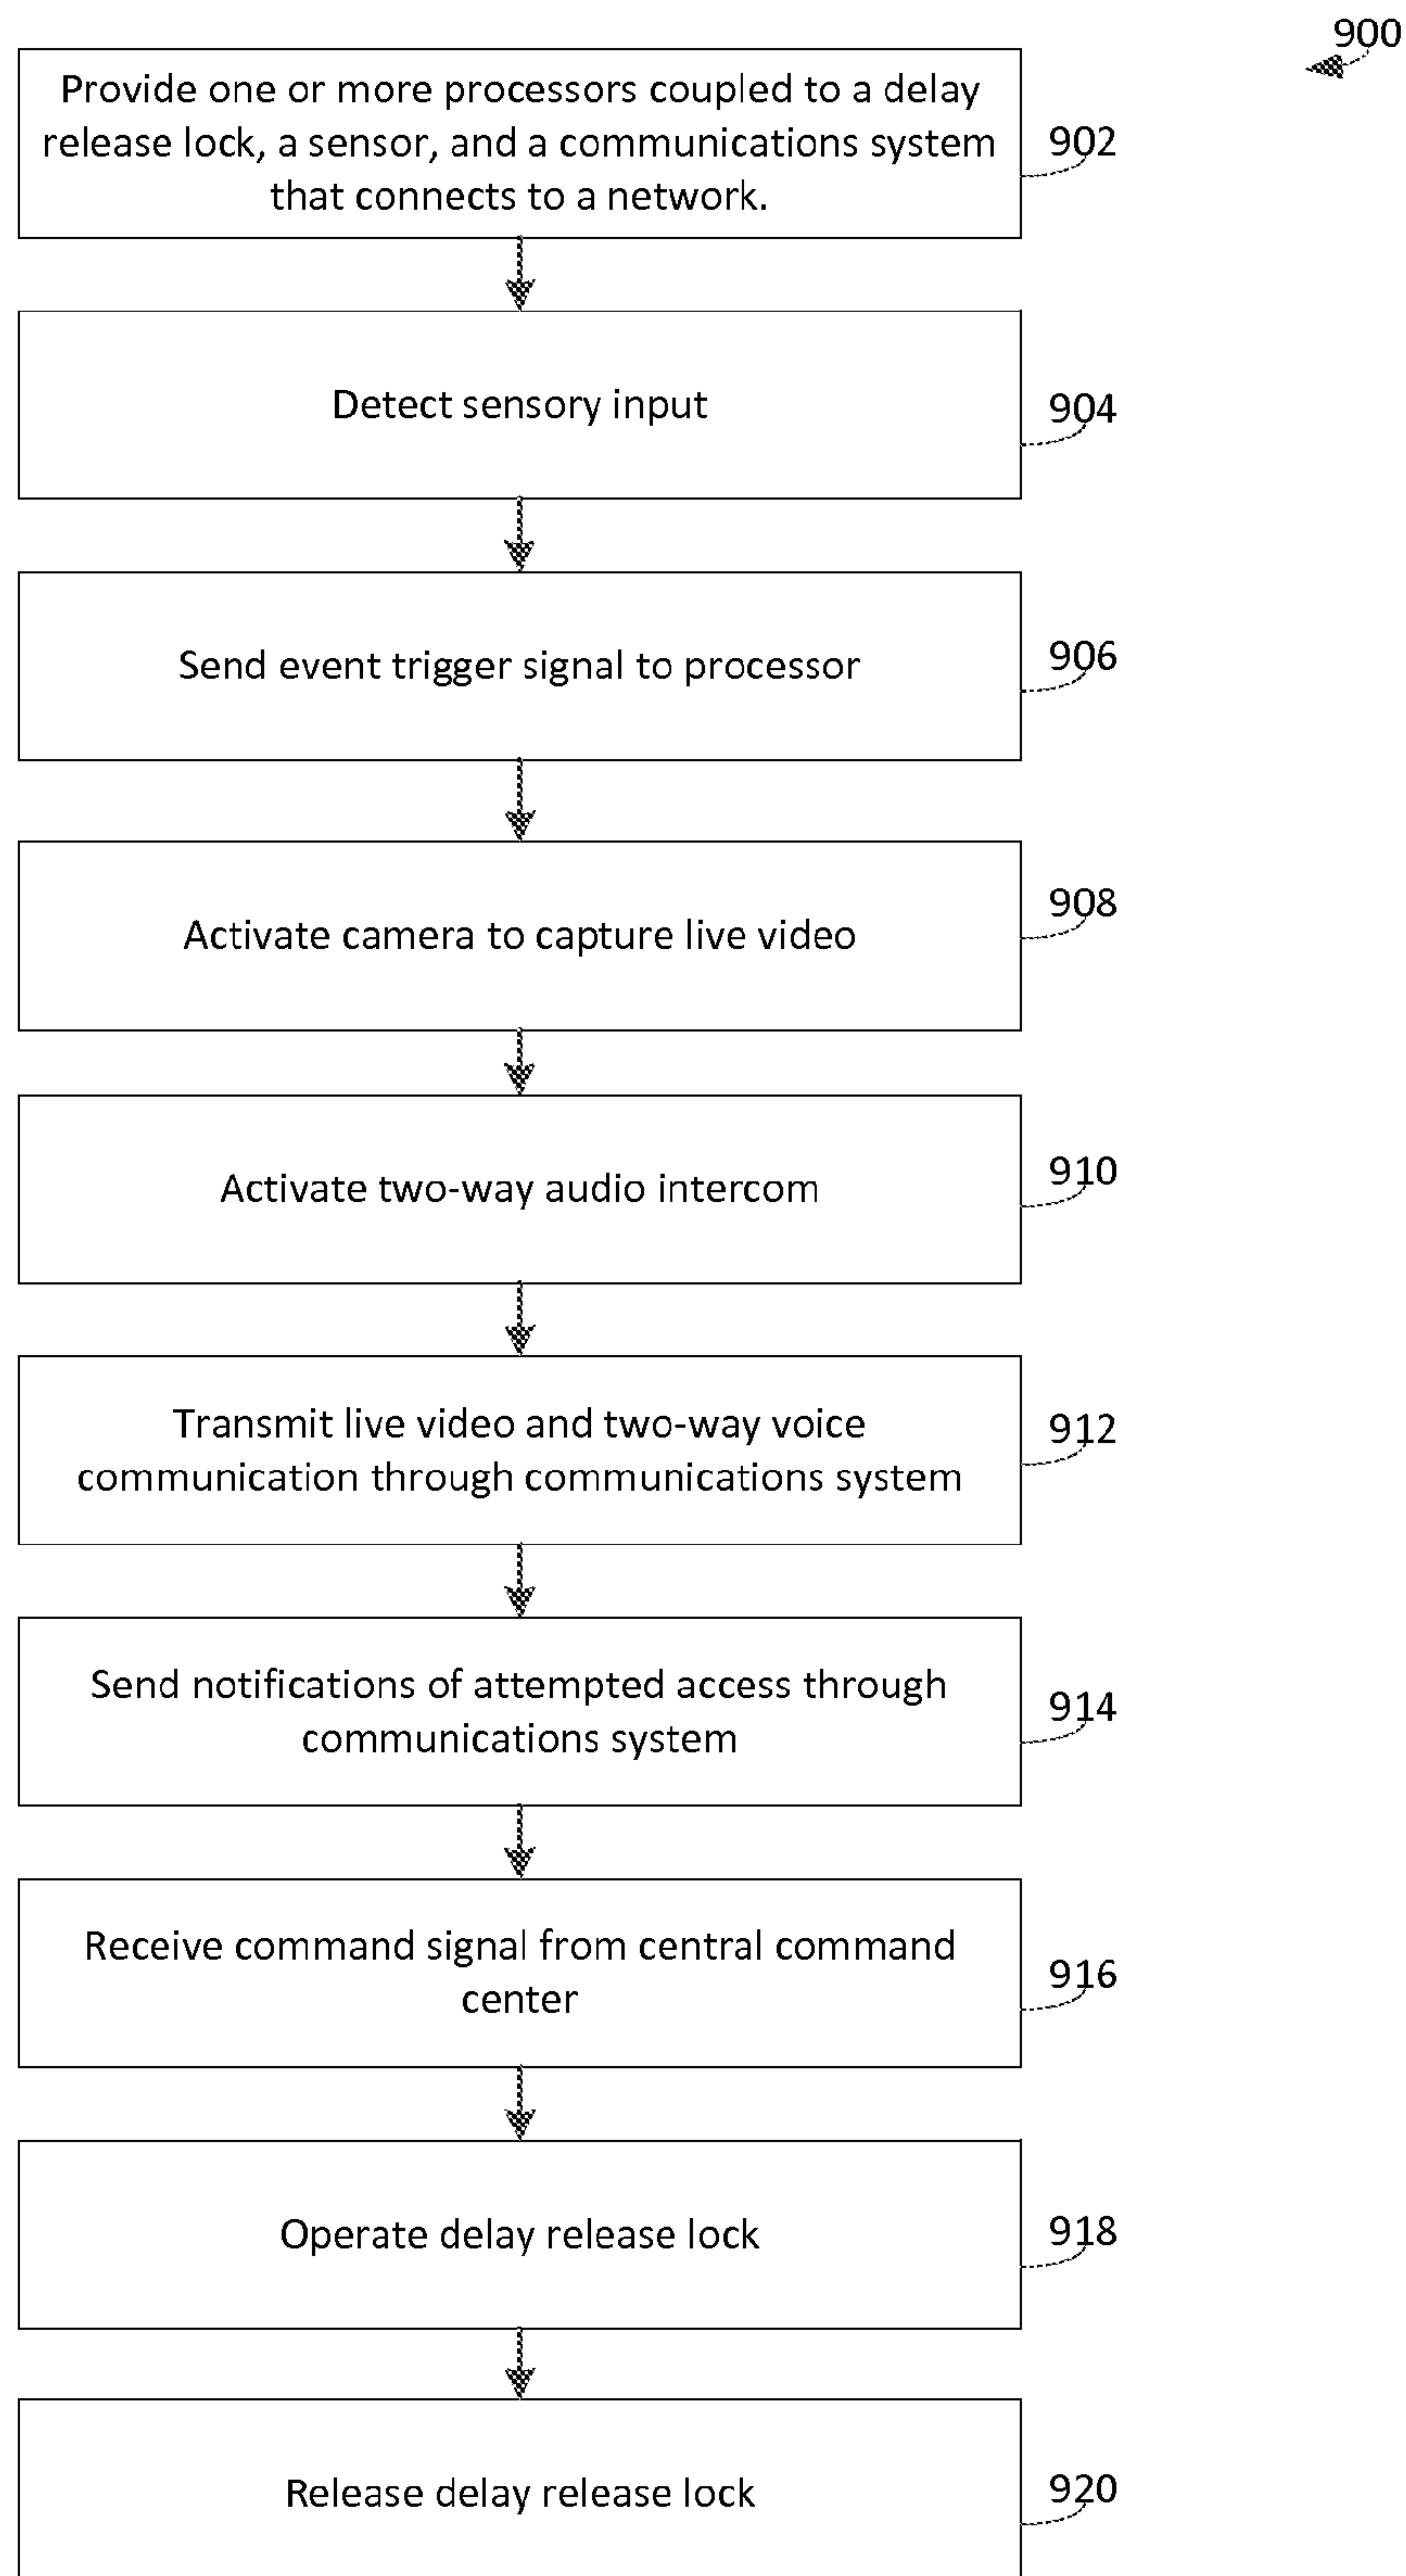 900
Provide one or more processors coupled to a delay
release lock, a sensor, and a communications system
that connects to a network.
902
Detect sensory input
904
Send event trigger signal to processor
906
Activate camera to capture live video
908
Activate two-way audio intercom
910
Transmit live video and two-way voice
communication through communications system
912
Send notifications of attempted access through
communications system
914
Receive command signal from central command
center
916
Operate delay release lock
918
Release delay release lock
920